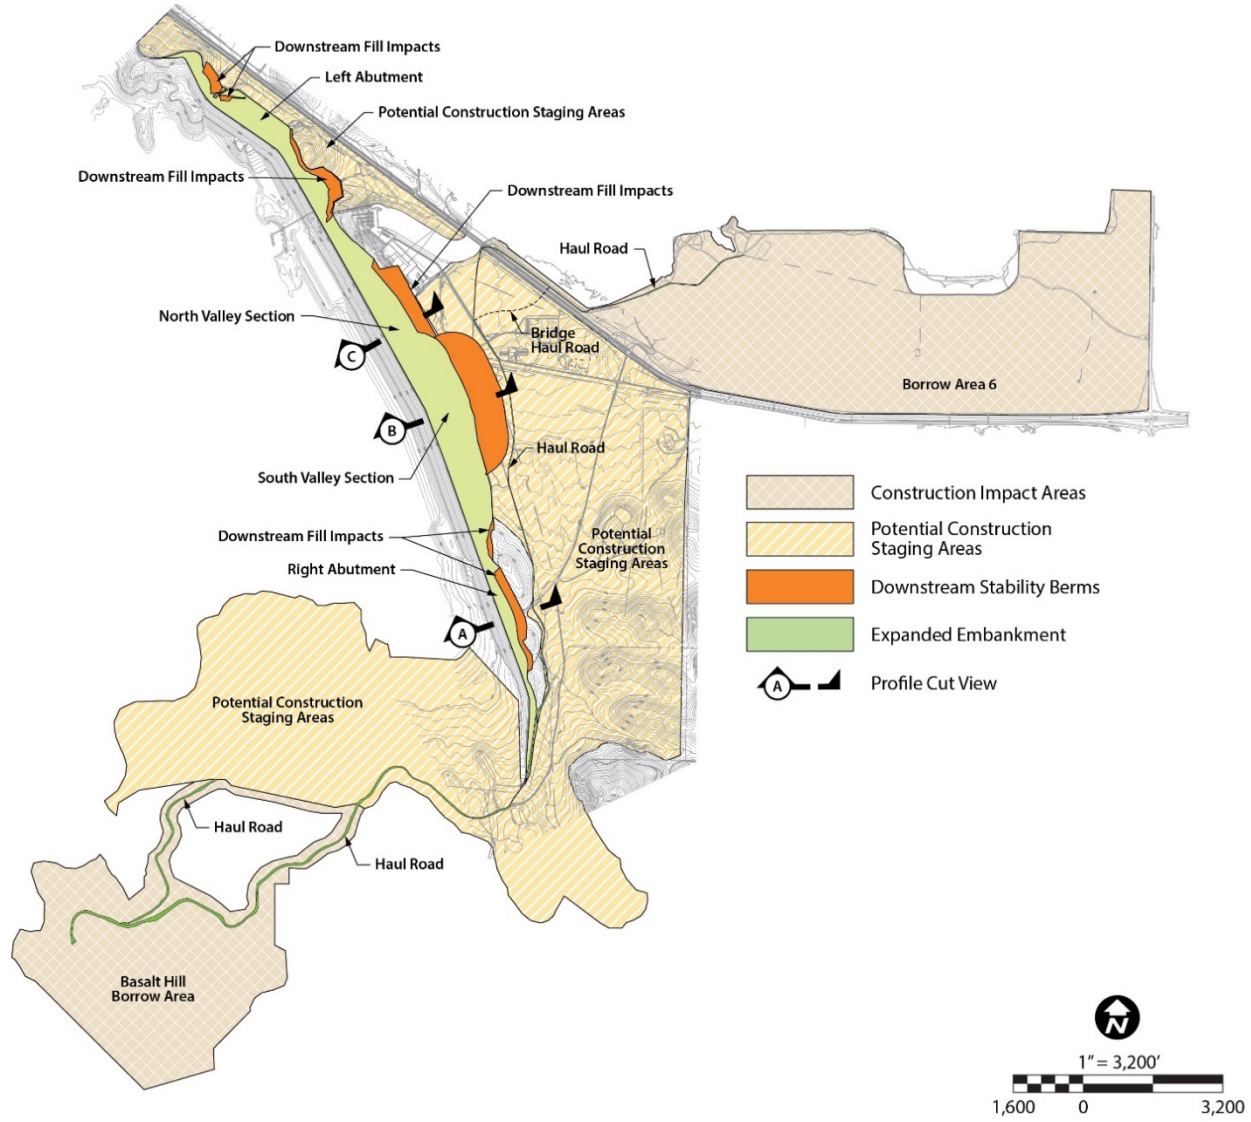 Downstream Fill Impacts
Left Abutment
Potential Construction Staging Areas
Downstream Fill Impacts
Downstream Fill Impacts
Haul Road
North Valley Section
Bridge
Haul Road
C
Borrow Area 6
B
Haul Road
South Valley Section
Construction Impact Areas
Potential Construction
Staging Areas
Downstream Fill Impacts
Potential
Construction
Staging Areas
Right Abutment
Downstream Stability Berms
A
Expanded Embankment
A
Profile Cut View
Potential Construction
Staging Areas
Haul Road
Haul Road
Basalt Hill
Borrow Area
N
1" = 3,200'
1,600 0 3,200